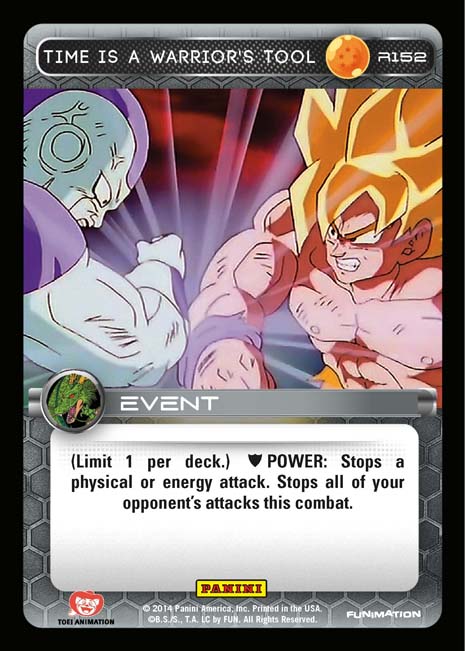 TIME IS A WARRIOR'S TOOL R152
EVENT
(Limit 1 per deck.) POWER: Stops a
physical or energy attack. Stops all of your
opponent's attacks this combat.
PANINI
TOEI ANIMATION
© 2014 Panini America, Inc. Printed in the USA.
©B.S./S., T.A. LC by FUN. All Rights Reserved.
FUNIMATION